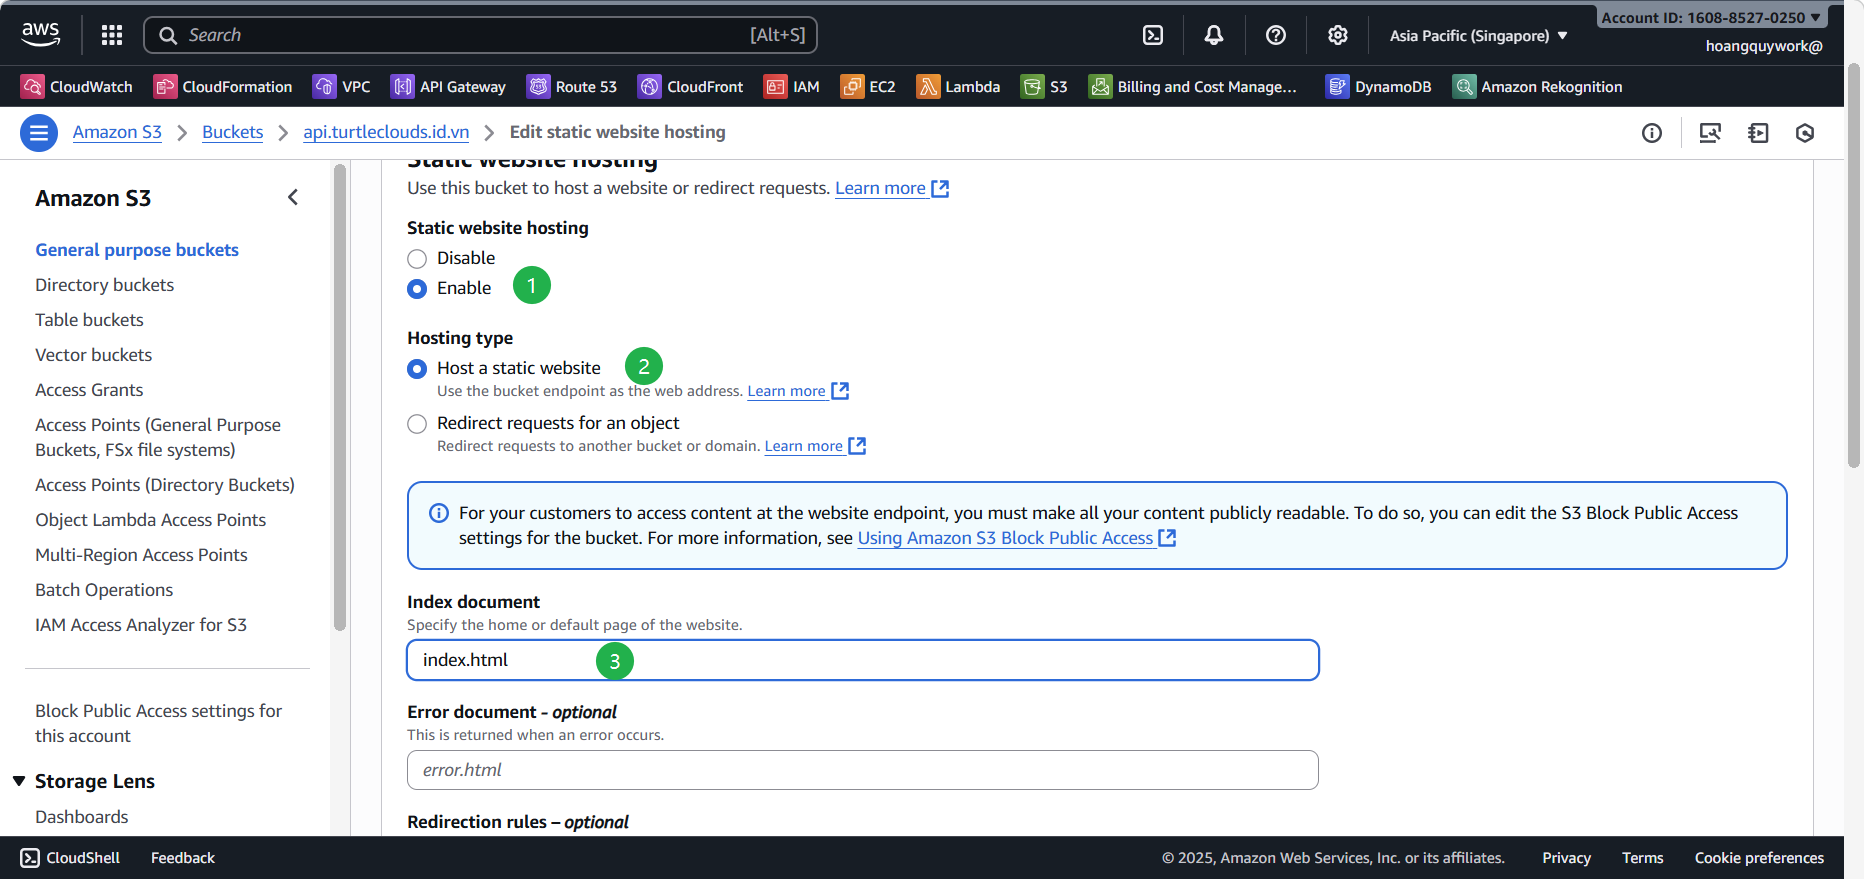 aws
Search
[Alt+S]
Asia Pacific (Singapore)
Account ID: 1608-8527-0250
hoangquywork@
CloudWatch
CloudFormation
VPC
API Gateway
Route 53
CloudFront
IAM
EC2
Lambda
S3
Billing and Cost Manage...
DynamoDB
Amazon Rekognition
Amazon S3 > Buckets > api.turtleclouds.id.vn > Edit static website hosting
Amazon S3
General purpose buckets
Directory buckets
Table buckets
Vector buckets
Access Grants
Access Points (General Purpose
Buckets, FSx file systems)
Access Points (Directory Buckets)
Object Lambda Access Points
Multi-Region Access Points
Batch Operations
IAM Access Analyzer for S3
Block Public Access settings for
this account
Storage Lens
Dashboards
Static website hosting
Use this bucket to host a website or redirect requests. Learn more
Static website hosting
Disable
Enable
1
Hosting type
Host a static website
2
Use the bucket endpoint as the web address. Learn more
Redirect requests for an object
Redirect requests to another bucket or domain. Learn more
For your customers to access content at the website endpoint, you must make all your content publicly readable. To do so, you can edit the S3 Block Public Access
settings for the bucket. For more information, see Using Amazon S3 Block Public Access
Index document
Specify the home or default page of the website.
index.html
3
Error document - optional
This is returned when an error occurs.
error.html
Redirection rules – optional
CloudShell
Feedback
© 2025, Amazon Web Services, Inc. or its affiliates.
Privacy
Terms
Cookie preferences